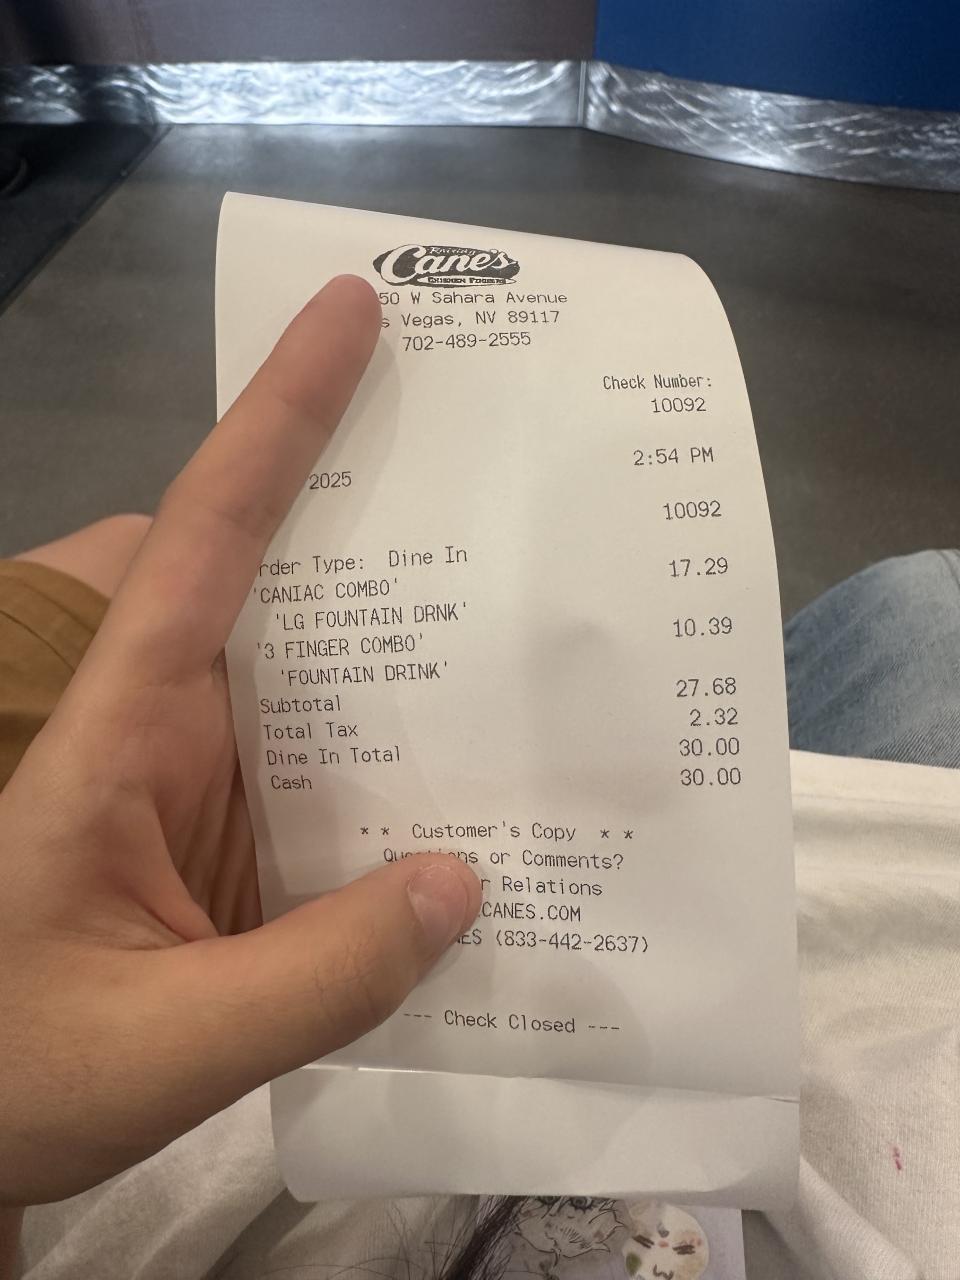 Raising
Cane's
CHICKEN FINGERS
50 W Sahara Avenue
Vegas, NV 89117
702-489-2555
Check Number:
10092
2:54 PM
2025
10092
rder Type: Dine In
'CANIAC COMBO' 17.29
'LG FOUNTAIN DRNK'
'3 FINGER COMBO' 10.39
'FOUNTAIN DRINK'
Subtotal 27.68
Total Tax 2.32
Dine In Total 30.00
Cash 30.00
* * Customer's Copy * *
Questions or Comments?
r Relations
CANES.COM
ES (833-442-2637)
--- Check Closed ---